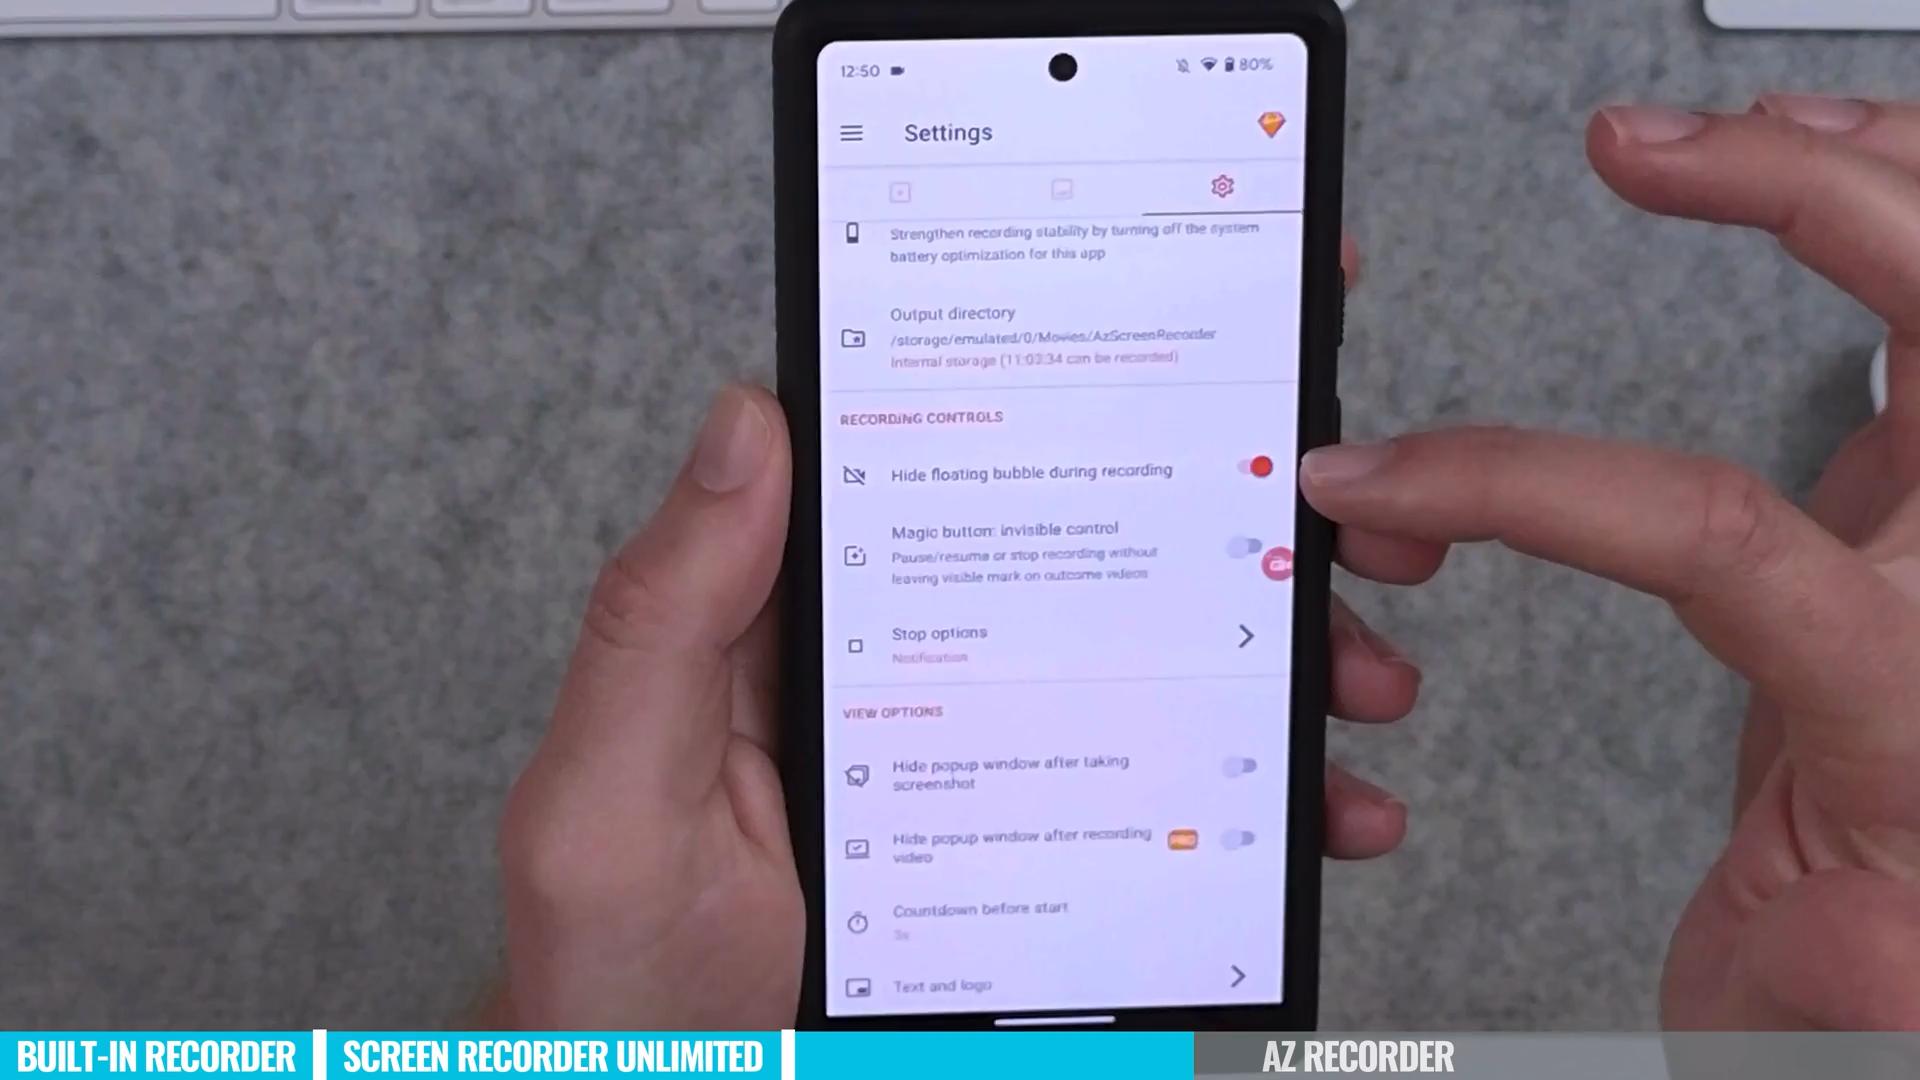 12:50
80%
Settings
Strengthen recording stability by turning off the system
battery optimization for this app
Output directory
/storage/emulated/0/Movies/AzScreenRecorder
Internal storage (11:03:34 can be recorded)
RECORDING CONTROLS
Hide floating bubble during recording
Magic button: invisible control
Pause/resume or stop recording without
leaving visible mark on outcome videos
Stop options
Notification
VIEW OPTIONS
Hide popup window after taking
screenshot
Hide popup window after recording
video
PRO
Countdown before start
3s
Text and logo
BUILT-IN RECORDER
SCREEN RECORDER UNLIMITED
AZ RECORDER